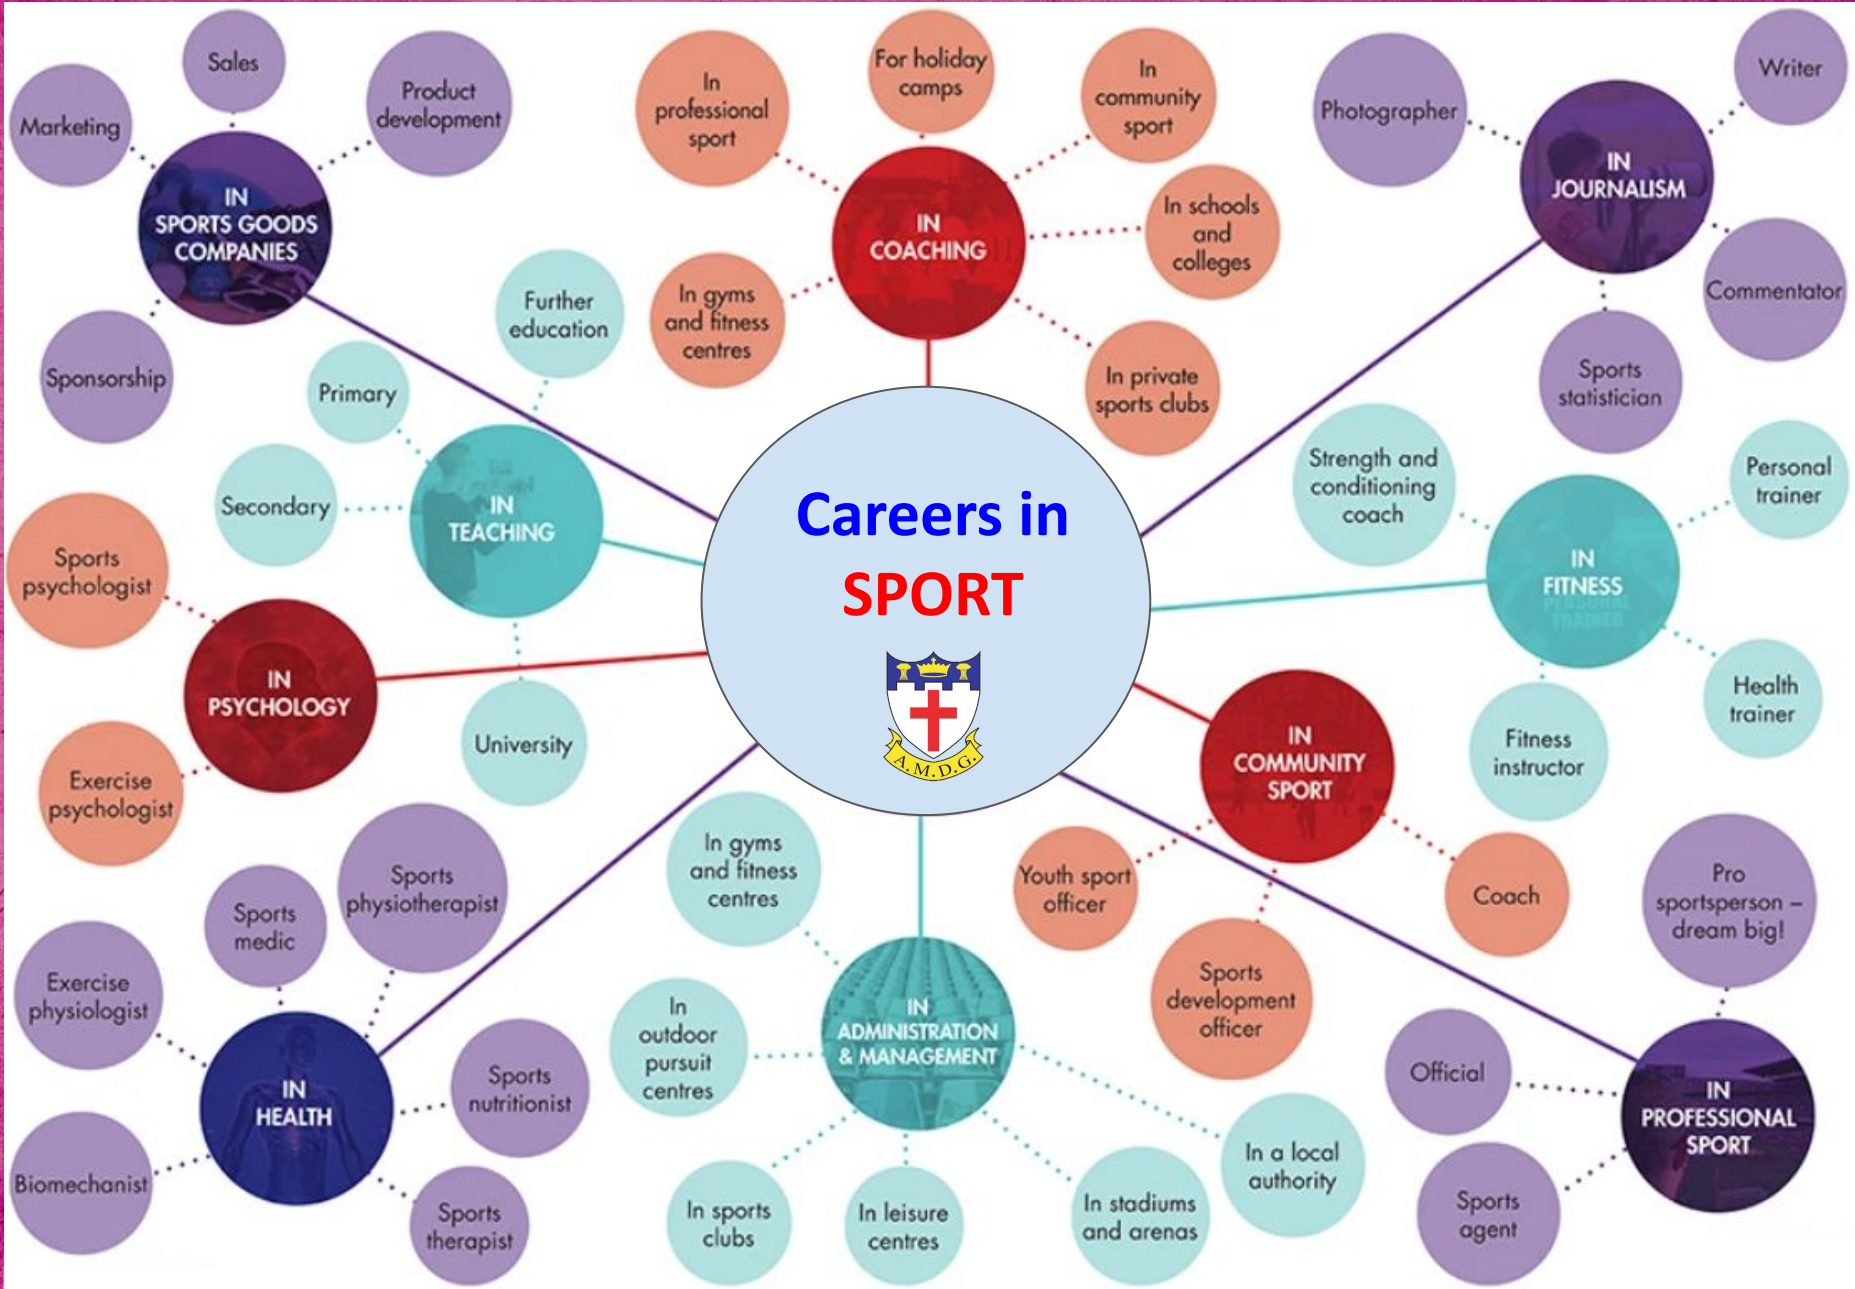 Careers in
SPORT
A.M.D.G.
IN
SPORTS GOODS
COMPANIES
Marketing
Sales
Product
development
Sponsorship
IN
COACHING
In
professional
sport
For holiday
camps
In
community
sport
In schools
and
colleges
In private
sports clubs
In gyms
and fitness
centres
IN
JOURNALISM
Photographer
Writer
Commentator
Sports
statistician
IN
TEACHING
Further
education
Primary
Secondary
University
IN
FITNESS
PERSONAL
TRAINER
Strength and
conditioning
coach
Personal
trainer
Health
trainer
Fitness
instructor
IN
PSYCHOLOGY
Sports
psychologist
Exercise
psychologist
IN
COMMUNITY
SPORT
Youth sport
officer
Sports
development
officer
Coach
IN
HEALTH
Sports
physiotherapist
Sports
medic
Exercise
physiologist
Biomechanist
Sports
nutritionist
Sports
therapist
IN
ADMINISTRATION
& MANAGEMENT
In gyms
and fitness
centres
In
outdoor
pursuit
centres
In sports
clubs
In leisure
centres
In stadiums
and arenas
In a local
authority
IN
PROFESSIONAL
SPORT
Pro
sportsperson –
dream big!
Official
Sports
agent